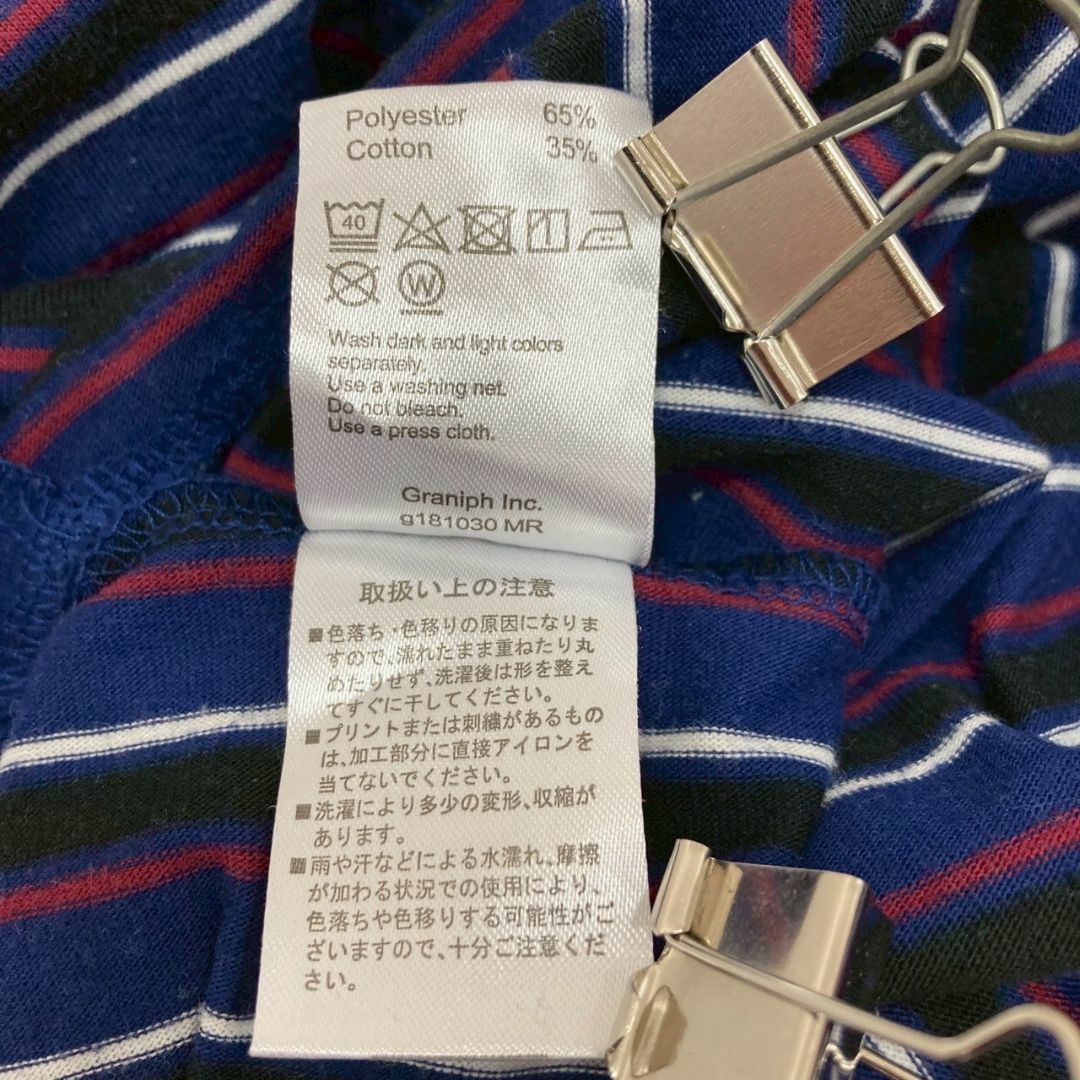 Polyester 65%
Cotton 35%
40
W
Wash dark and light colors
separately.
Use a washing net.
Do not bleach.
Use a press cloth.
Graniph Inc.
g181030 MR
取扱い上の注意
■色落ち・色移りの原因になりま
すので、濡れたまま重ねたり丸
めたりせず、洗濯後は形を整え
てすぐに干してください。
■プリントまたは刺繍があるもの
は、加工部分に直接アイロンを
当てないでください。
■洗濯により多少の変形、収縮が
あります。
■雨や汗などによる水濡れ、摩擦
が加わる状況での使用により、
色落ちや色移りする可能性がご
ざいますので、十分ご注意くだ
さい。